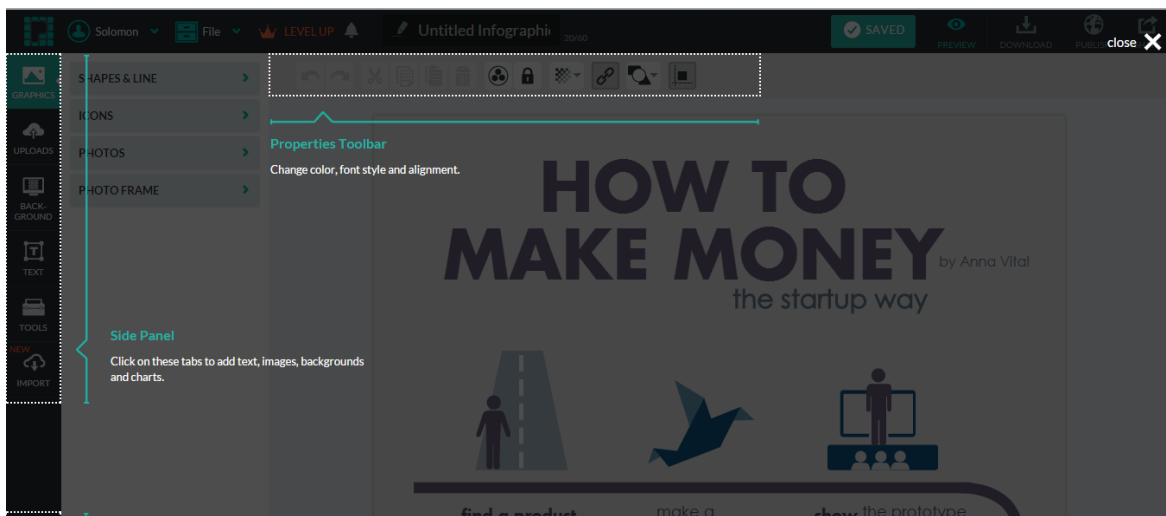 Solomon
File
LEVEL UP
Untitled Infographi
20/60
SAVED
PREVIEW
DOWNLOAD
PUBLIS
close
GRAPHICS
UPLOADS
BACK-
GROUND
TEXT
TOOLS
NEW
IMPORT
SHAPES & LINE
ICONS
PHOTOS
PHOTO FRAME
Properties Toolbar
Change color, font style and alignment.
Side Panel
Click on these tabs to add text, images, backgrounds
and charts.
HOW TO
MAKE MONEY
by Anna Vital
the startup way
find a product
make a
show the prototype